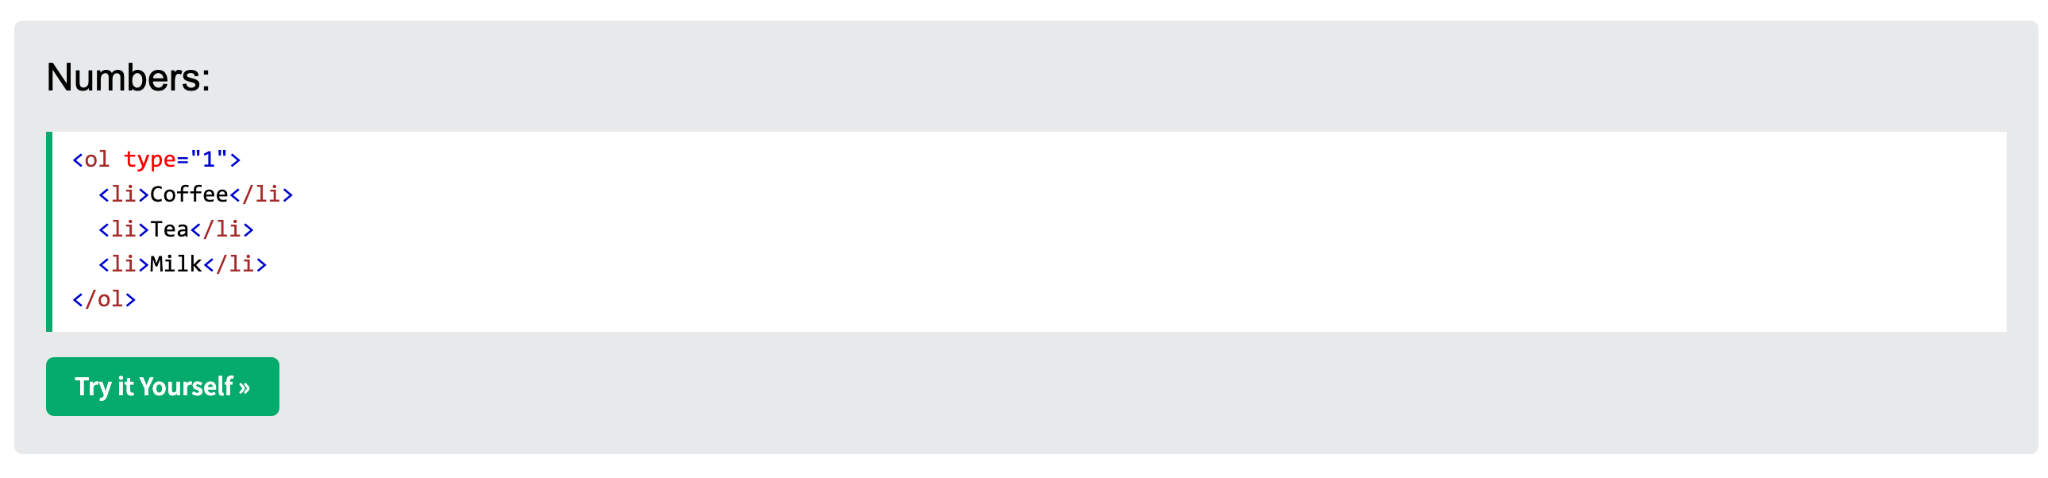 Numbers:
<ol type="1">
  <li>Coffee</li>
  <li>Tea</li>
  <li>Milk</li>
</ol>
Try it Yourself »